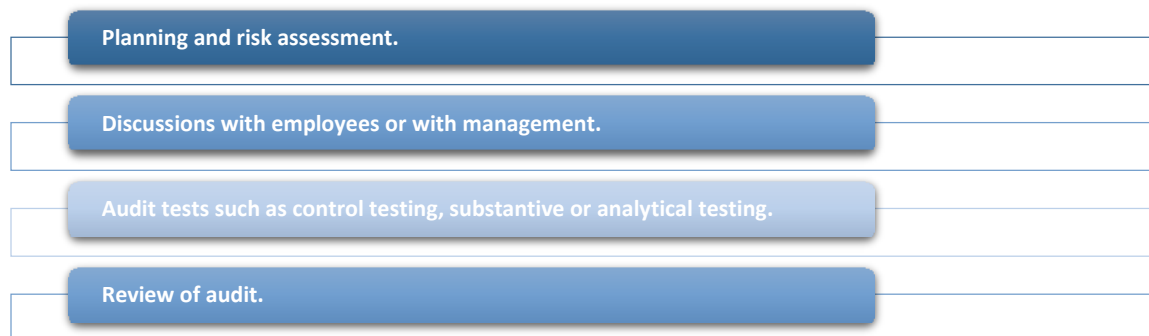 Planning and risk assessment.
Discussions with employees or with management.
Audit tests such as control testing, substantive or analytical testing.
Review of audit.